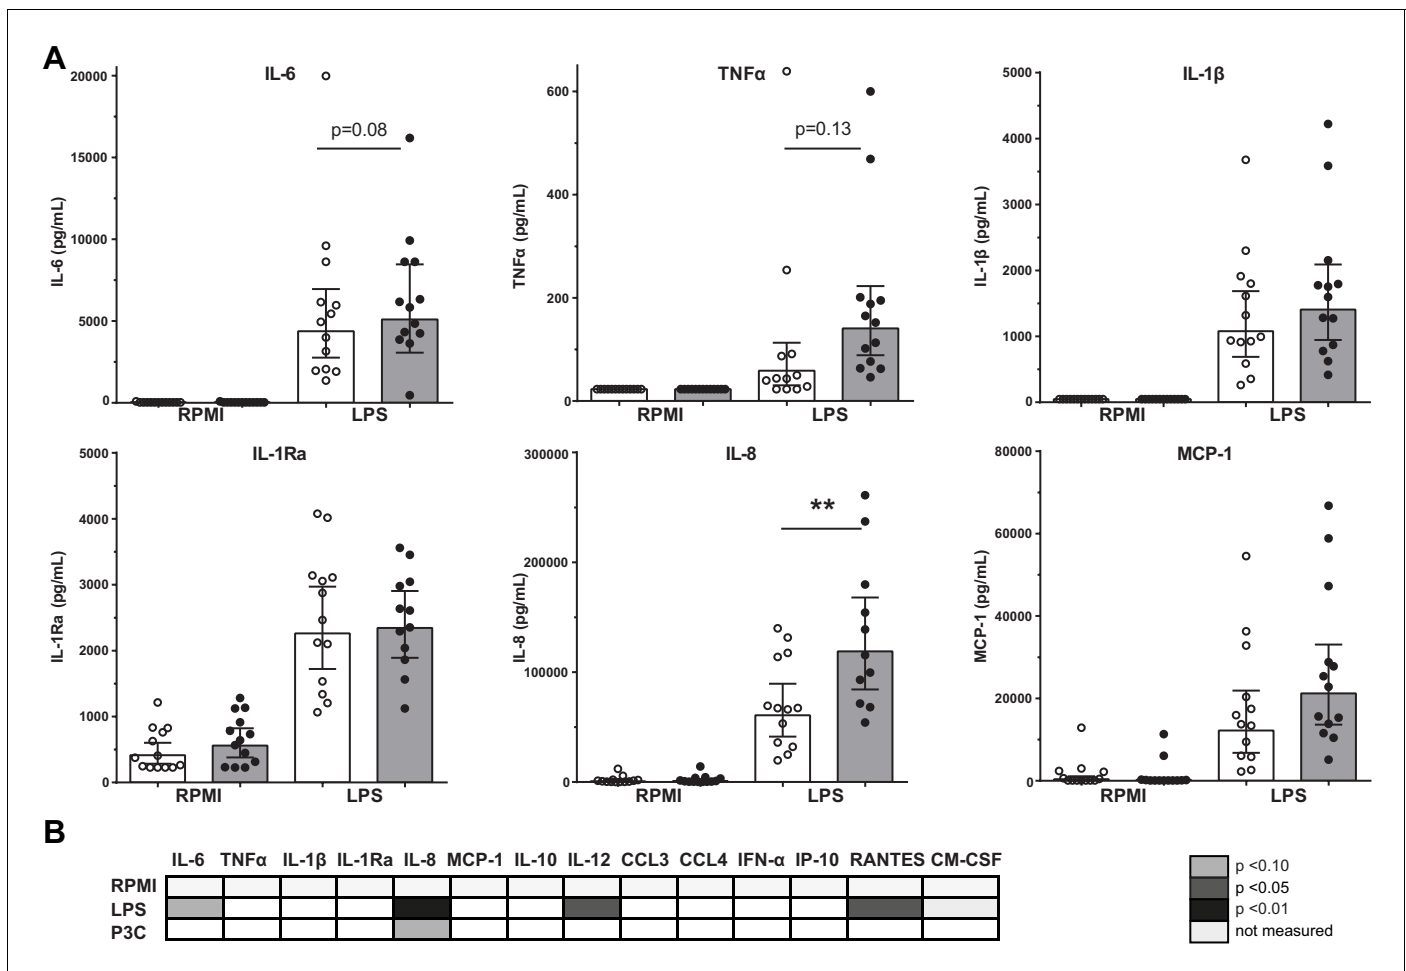 A
IL-6
20000
15000
10000
5000
0
IL-6 (pg/mL)
p=0.08
RPMI LPS
TNFα
600
400
200
0
TNFα (pg/mL)
p=0.13
RPMI LPS
IL-1β
5000
4000
3000
2000
1000
0
IL-1β (pg/mL)
RPMI LPS
IL-1Ra
5000
4000
3000
2000
1000
0
IL-1Ra (pg/mL)
RPMI LPS
IL-8
300000
200000
100000
0
IL-8 (pg/mL)
**
RPMI LPS
MCP-1
80000
60000
40000
20000
0
MCP-1 (pg/mL)
RPMI LPS
B
IL-6 TNFα IL-1β IL-1Ra IL-8 MCP-1 IL-10 IL-12 CCL3 CCL4 IFN-α IP-10 RANTES CM-CSF
RPMI
LPS
P3C
p <0.10
p <0.05
p <0.01
not measured